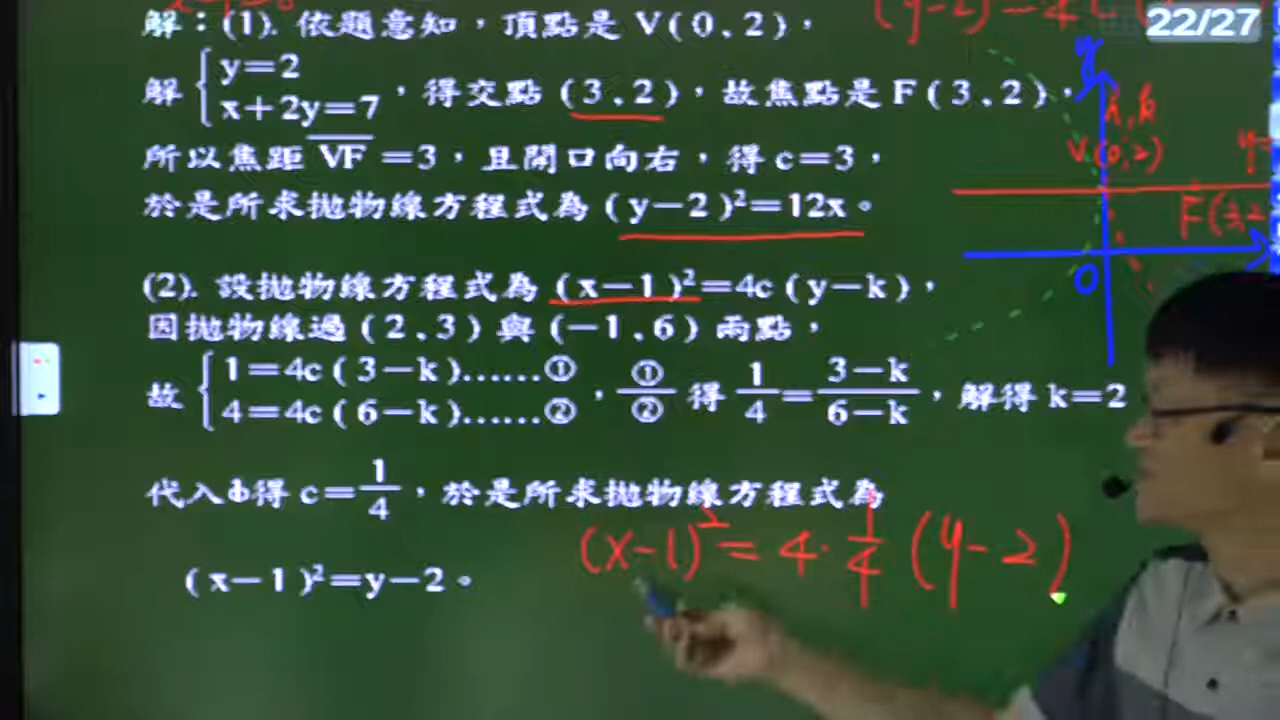 22/27
解：(1). 依題意知，頂點是 V(0,2)，
解 { y=2
x+2y=7 ，得交點 (3,2)，故焦點是 F(3,2)，
所以焦距 VF =3，且開口向右，得 c=3，
於是所求拋物線方程式為 (y−2)²=12x。
(2). 設拋物線方程式為 (x−1)²=4c(y−k)，
因拋物線過 (2,3) 與 (−1,6) 兩點，
故 { 1=4c(3−k)……①
4=4c(6−k)……② ，①/② 得 1/4=3−k/6−k，解得 k=2
代入①得 c=1/4，於是所求拋物線方程式為
(x−1)²=4·1/4(y−2)
(x−1)²=y−2。
y
V(0,2)
F(3,2
0